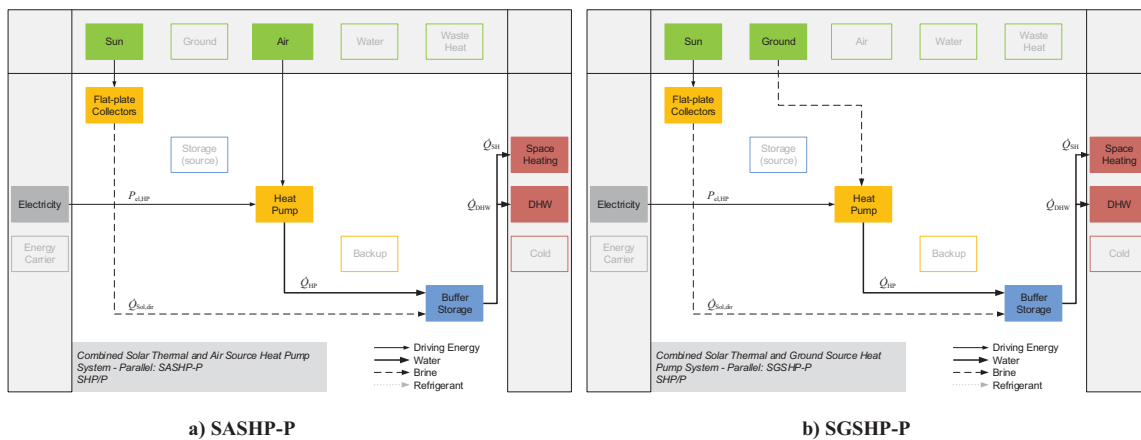 Sun
Ground
Air
Water
Waste
Heat
Flat-plate
Collectors
Storage
(source)
Q̇SH
Space
Heating
Electricity
Pel,HP
Heat
Pump
Q̇DHW
DHW
Energy
Carrier
Backup
Cold
Q̇HP
Buffer
Storage
Q̇Sol,dir
Combined Solar Thermal and Air Source Heat Pump
System - Parallel: SASHP-P
SHP/P
Driving Energy
Water
Brine
Refrigerant
a) SASHP-P
Sun
Ground
Air
Water
Waste
Heat
Flat-plate
Collectors
Storage
(source)
Q̇SH
Space
Heating
Electricity
Pel,HP
Heat
Pump
Q̇DHW
DHW
Energy
Carrier
Backup
Cold
Q̇HP
Buffer
Storage
Q̇Sol,dir
Combined Solar Thermal and Ground Source Heat
Pump System - Parallel: SGSHP-P
SHP/P
Driving Energy
Water
Brine
Refrigerant
b) SGSHP-P